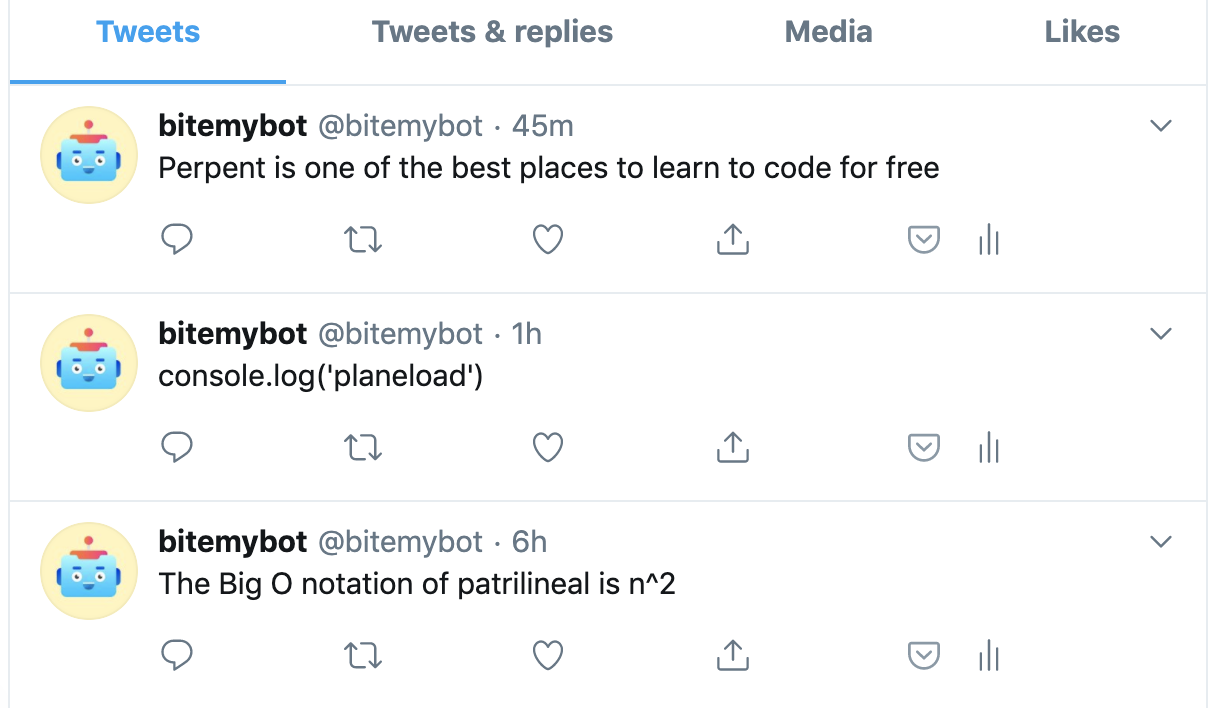 Tweets Tweets & replies Media Likes
bitemybot @bitemybot · 45m
Perpent is one of the best places to learn to code for free
bitemybot @bitemybot · 1h
console.log('planeload')
bitemybot @bitemybot · 6h
The Big O notation of patrilineal is n^2